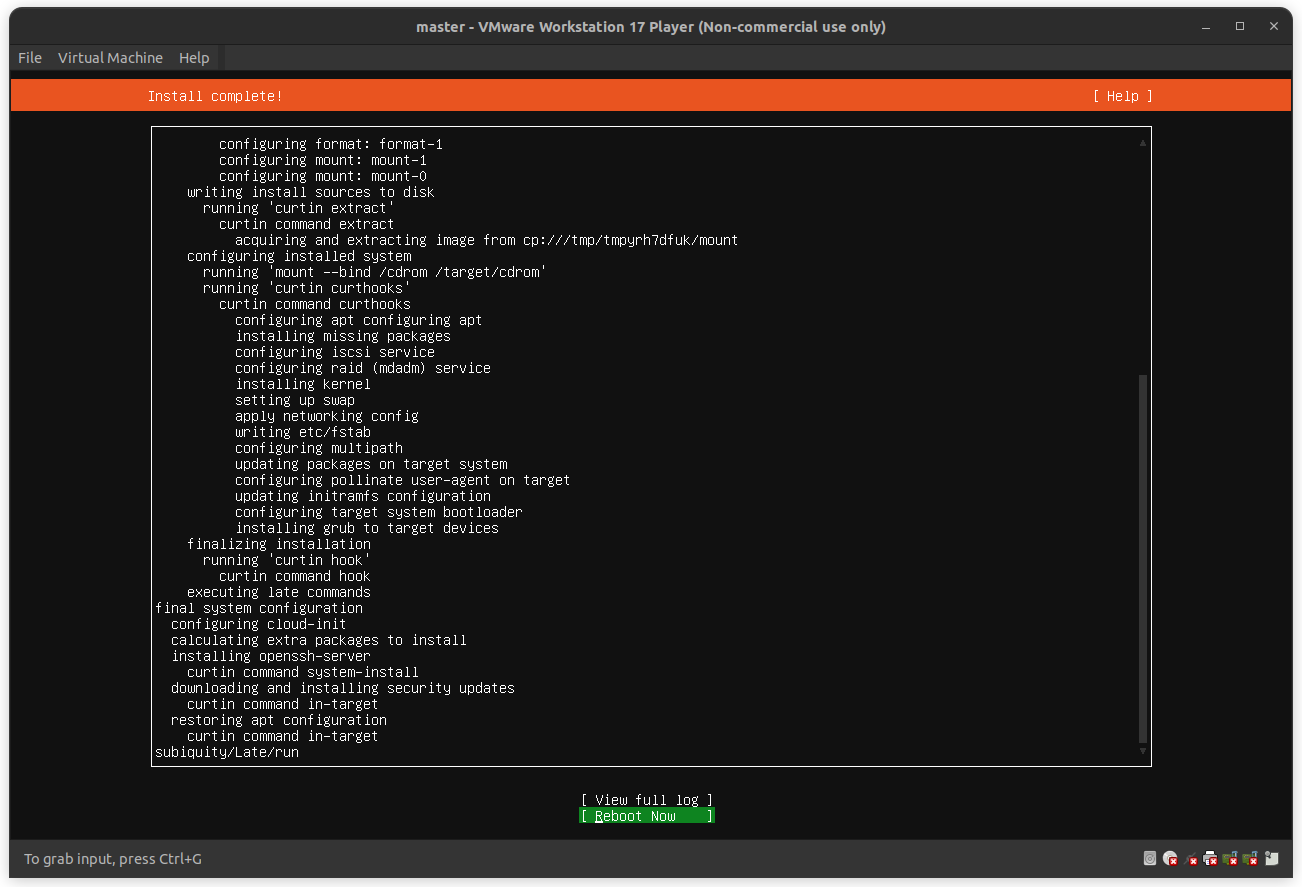 master - VMware Workstation 17 Player (Non-commercial use only)
File Virtual Machine Help
Install complete! [ Help ]
configuring format: format-1
configuring mount: mount-1
configuring mount: mount-0
writing install sources to disk
running 'curtin extract'
curtin command extract
acquiring and extracting image from cp:///tmp/tmpyrh7dfuk/mount
configuring installed system
running 'mount --bind /cdrom /target/cdrom'
running 'curtin curthooks'
curtin command curthooks
configuring apt configuring apt
installing missing packages
configuring iscsi service
configuring raid (mdadm) service
installing kernel
setting up swap
apply networking config
writing etc/fstab
configuring multipath
updating packages on target system
configuring pollinate user-agent on target
updating initramfs configuration
configuring target system bootloader
installing grub to target devices
finalizing installation
running 'curtin hook'
curtin command hook
executing late commands
final system configuration
configuring cloud-init
calculating extra packages to install
installing openssh-server
curtin command system-install
downloading and installing security updates
curtin command in-target
restoring apt configuration
curtin command in-target
subiquity/Late/run
[ View full log ]
[ Reboot Now ]
To grab input, press Ctrl+G